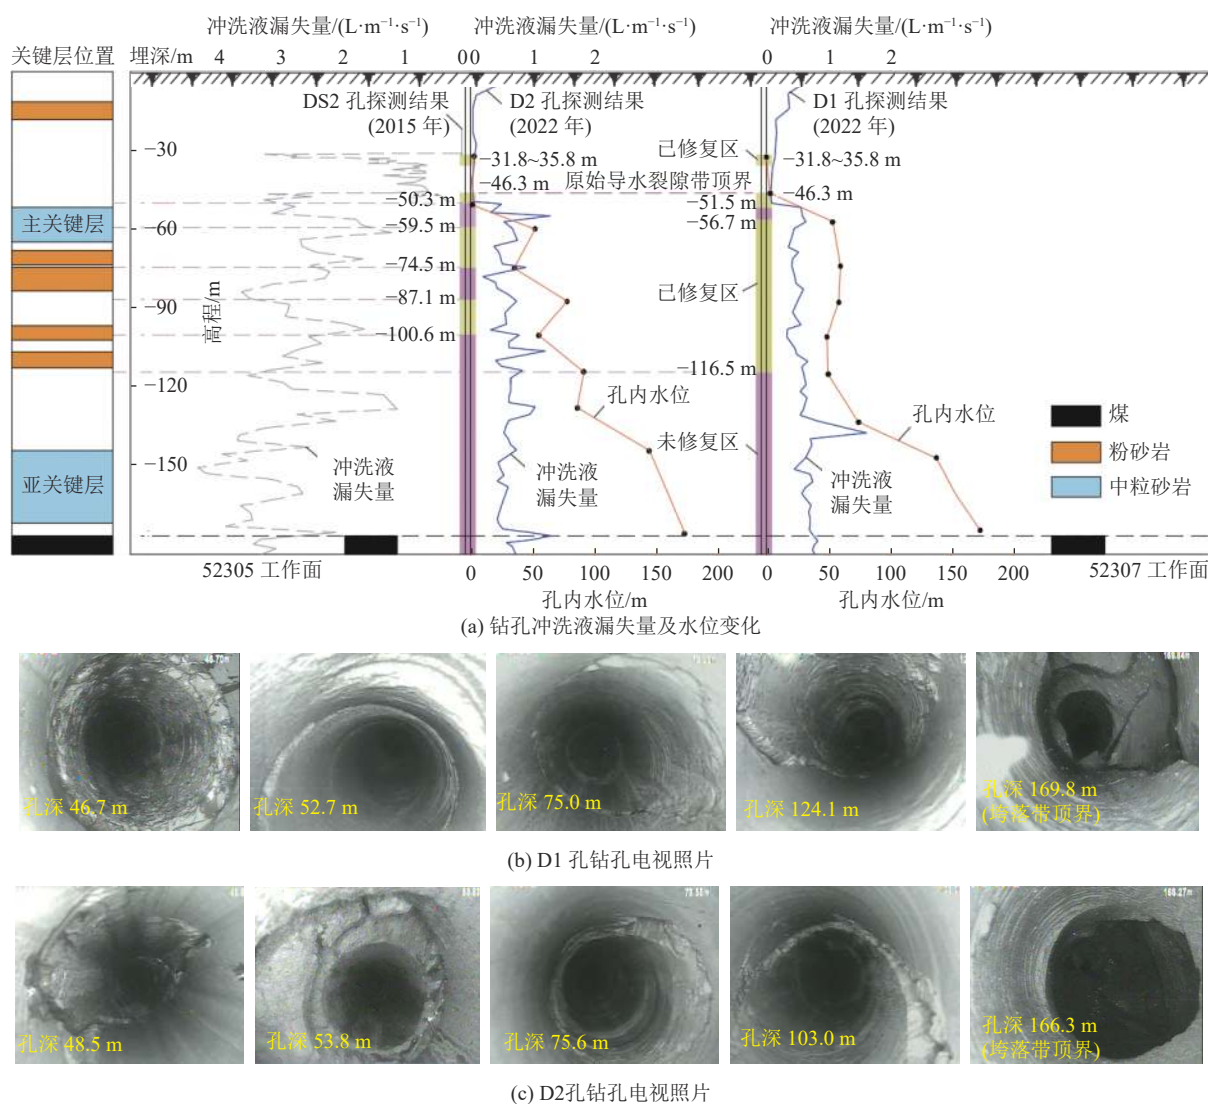 冲洗液漏失量/(L·m⁻¹·s⁻¹)
冲洗液漏失量/(L·m⁻¹·s⁻¹)
冲洗液漏失量/(L·m⁻¹·s⁻¹)
关键层位置
埋深/m
4
3
2
1
0
0
1
2
0
1
2
DS2 孔探测结果
(2015 年)
D2 孔探测结果
(2022 年)
D1 孔探测结果
(2022 年)
−30
−60
−90
−120
−150
高程/m
主关键层
亚关键层
−31.8~35.8 m
−46.3 m
−50.3 m
−59.5 m
−74.5 m
−87.1 m
−100.6 m
原始导水裂隙带顶界
已修复区
−31.8~35.8 m
−46.3 m
−51.5 m
−56.7 m
已修复区
−116.5 m
未修复区
孔内水位
孔内水位
冲洗液
漏失量
冲洗液
漏失量
冲洗液
漏失量
煤
粉砂岩
中粒砂岩
52305 工作面
0
50
100
150
200
0
50
100
150
200
52307 工作面
孔内水位/m
孔内水位/m
(a) 钻孔冲洗液漏失量及水位变化
孔深 46.7 m
孔深 52.7 m
孔深 75.0 m
孔深 124.1 m
孔深 169.8 m
(垮落带顶界)
(b) D1 孔钻孔电视照片
孔深 48.5 m
孔深 53.8 m
孔深 75.6 m
孔深 103.0 m
166.27m
孔深 166.3 m
(垮落带顶界)
(c) D2孔钻孔电视照片